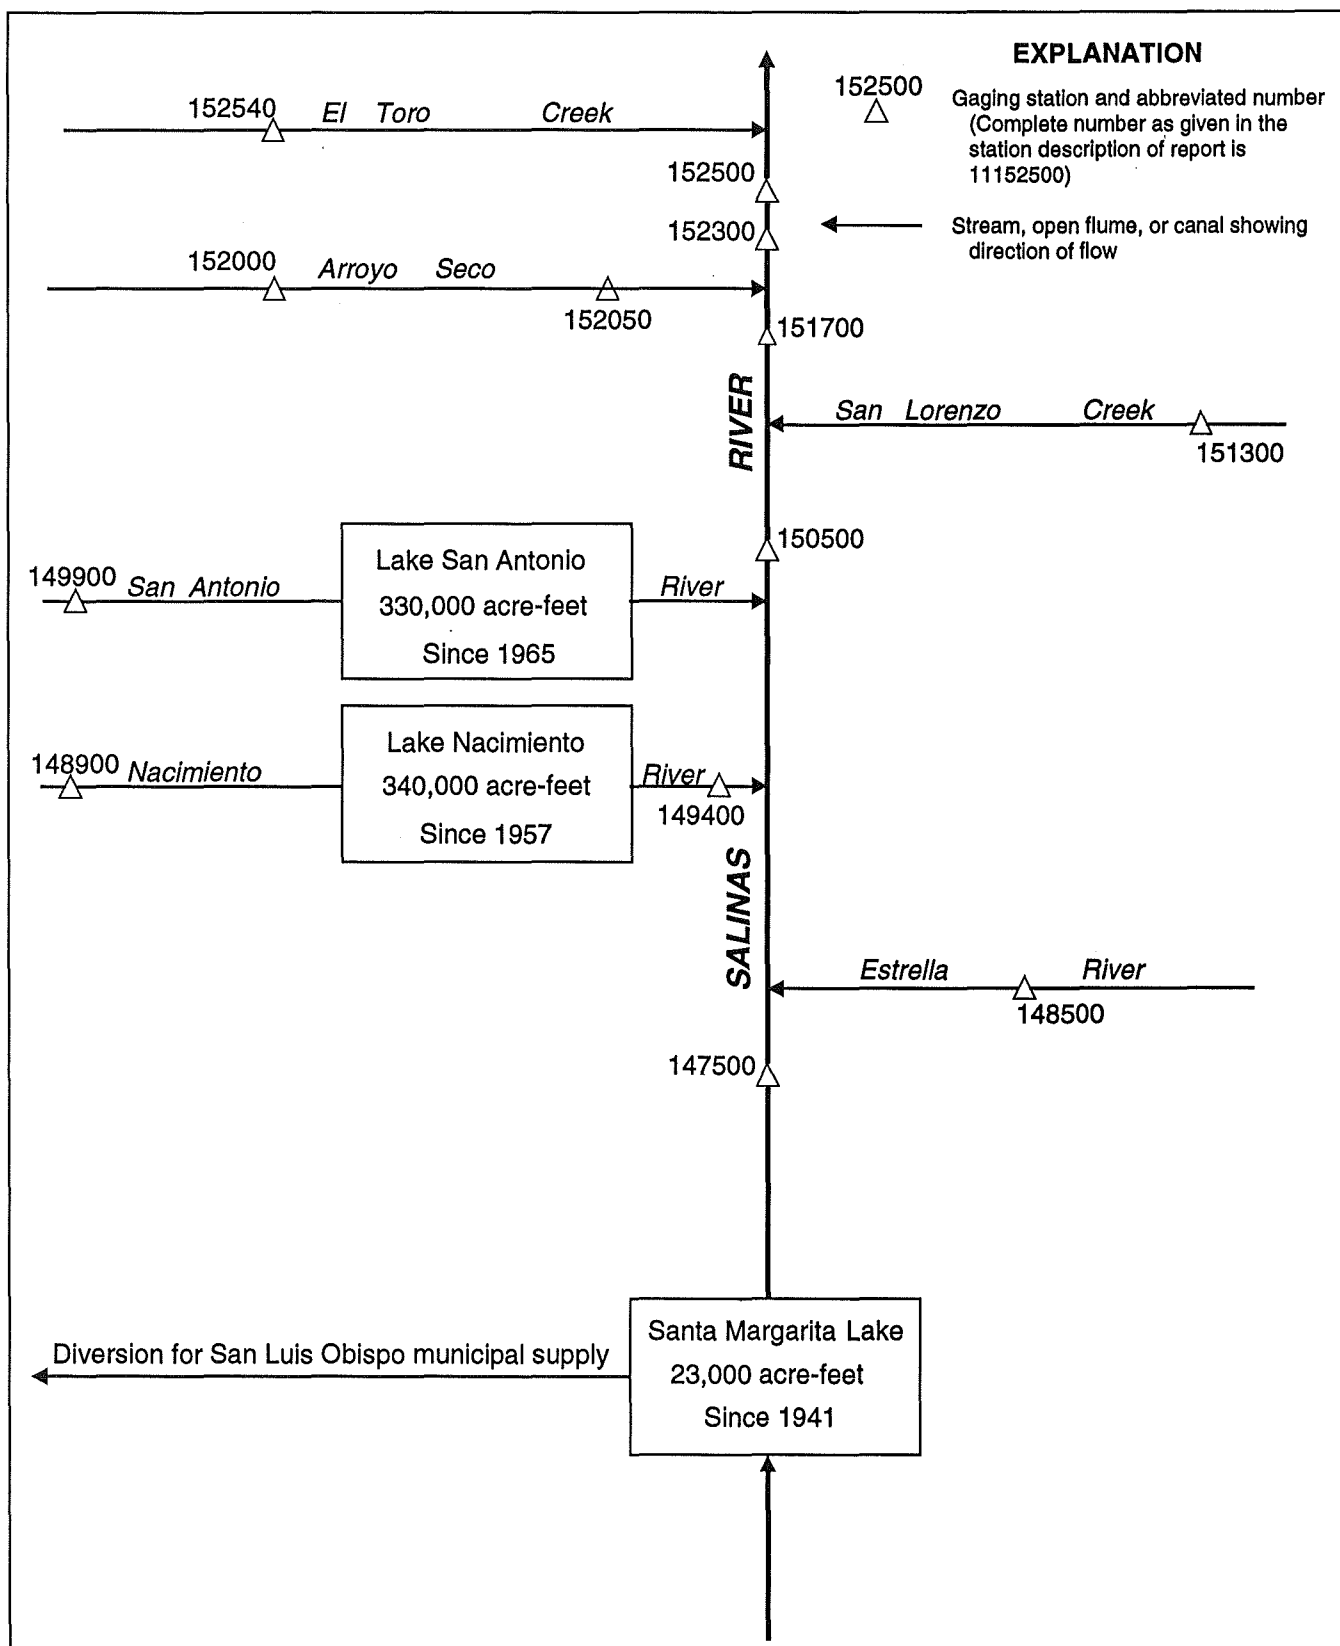 EXPLANATION
152500
Gaging station and abbreviated number
(Complete number as given in the
station description of report is
11152500)
Stream, open flume, or canal showing
direction of flow
152540
El Toro Creek
152500
152300
152000
Arroyo Seco
152050
151700
RIVER
San Lorenzo Creek
151300
150500
149900
San Antonio
Lake San Antonio
330,000 acre-feet
Since 1965
River
148900
Nacimiento
Lake Nacimiento
340,000 acre-feet
Since 1957
River
149400
SALINAS
Estrella River
148500
147500
Santa Margarita Lake
23,000 acre-feet
Since 1941
Diversion for San Luis Obispo municipal supply